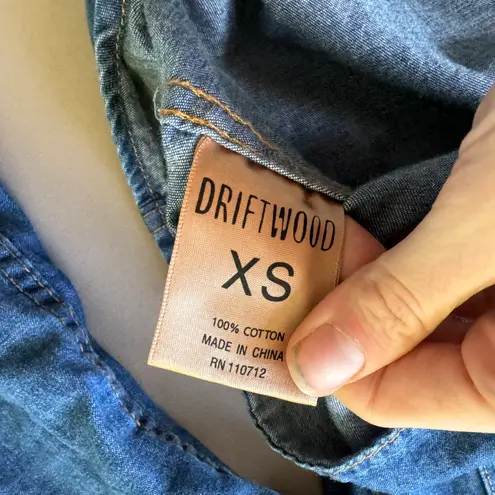 DRIFTWOOD
XS
100% COTTON
MADE IN CHINA
RN 110712